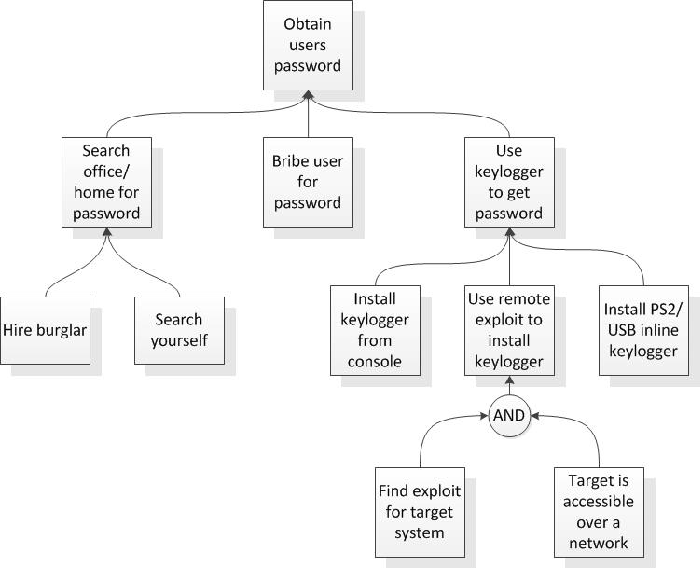 Obtain
users
password
Search
office/
home for
password
Bribe user
for
password
Use
keylogger
to get
password
Hire burglar
Search
yourself
Install
keylogger
from
console
Use remote
exploit to
install
keylogger
Install PS2/
USB inline
keylogger
AND
Find exploit
for target
system
Target is
accessible
over a
network